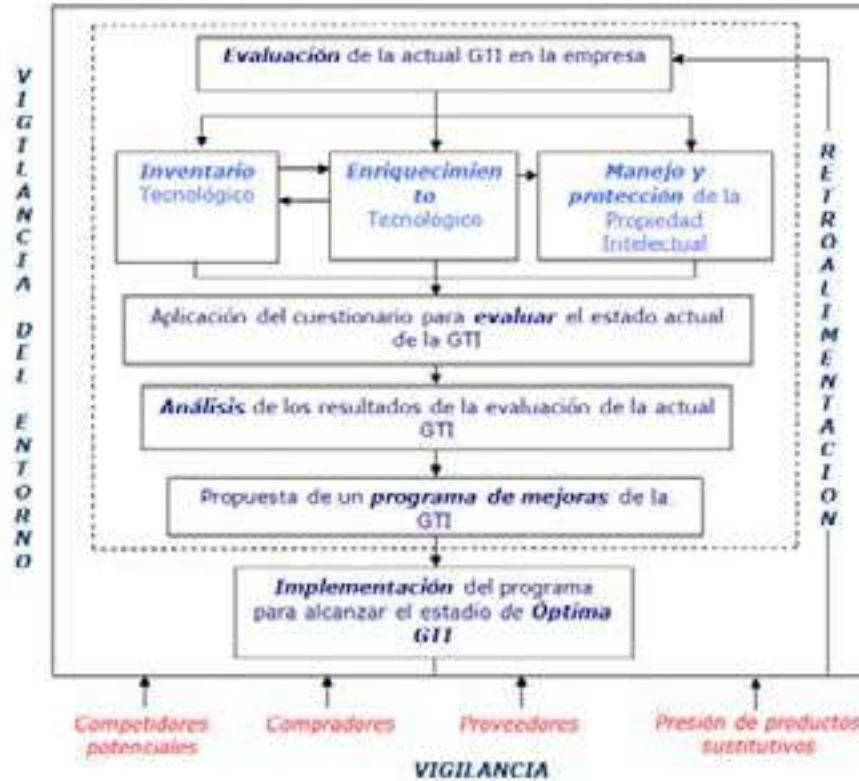 VIGILANCIA DEL ENTORNO
Evaluación de la actual GTI en la empresa
Inventario
Tecnológico
Enriquecimien
to
Tecnológico
Manejo y
protección de la
Propiedad
Intelectual
Aplicación del cuestionario para evaluar el estado actual
de la GTI
Análisis de los resultados de la evaluación de la actual
GTI
Propuesta de un programa de mejoras de la
GTI
Implementación del programa
para alcanzar el estadio de Óptima
GTI
RETROALIMENTACION
Competidores
potenciales
Compradores
Proveedores
Presión de productos
sustitutivos
VIGILANCIA